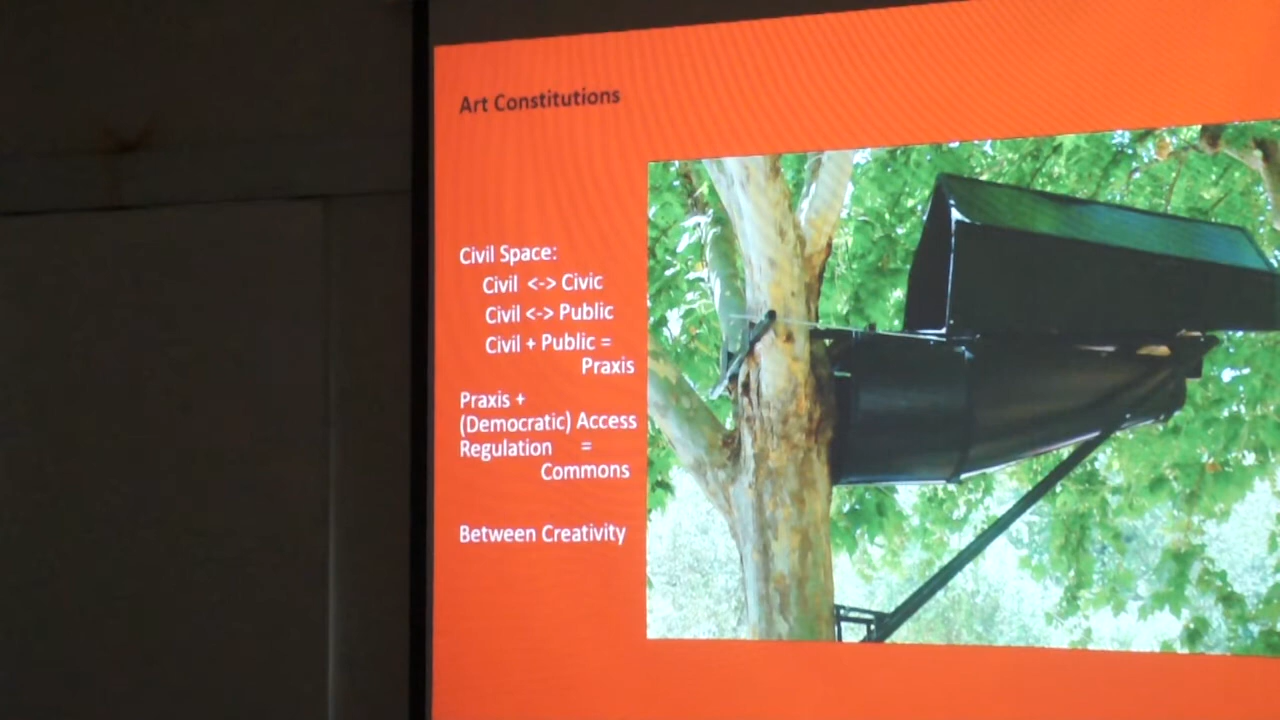 Art Constitutions
Civil Space:
Civil <-> Civic
Civil <-> Public
Civil + Public =
Praxis
Praxis +
(Democratic) Access
Regulation =
Commons
Between Creativity